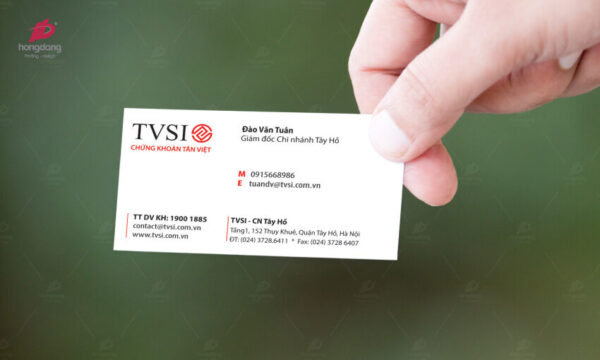 hongdang
TVSI
CHỨNG KHOÁN TÂN VIỆT
Đào Văn Tuân
Giám đốc Chi nhánh Tây Hồ
M 0915668986
E tuandv@tvsi.com.vn
TT DV KH: 1900 1885
contact@tvsi.com.vn
www.tvsi.com.vn
TVSI - CN Tây Hồ
Tầng1, 152 Thụy Khuê, Quận Tây Hồ, Hà Nội
ĐT: (024) 3728.6411 * Fax: (024) 3728 6407